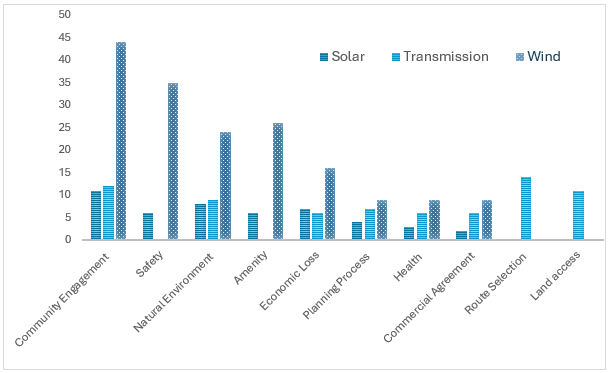 50
45
40
35
30
25
20
15
10
5
0
Solar Transmission Wind
Community Engagement
Safety
Natural Environment
Amenity
Economic Loss
Planning Process
Health
Commercial Agreement
Route Selection
Land access